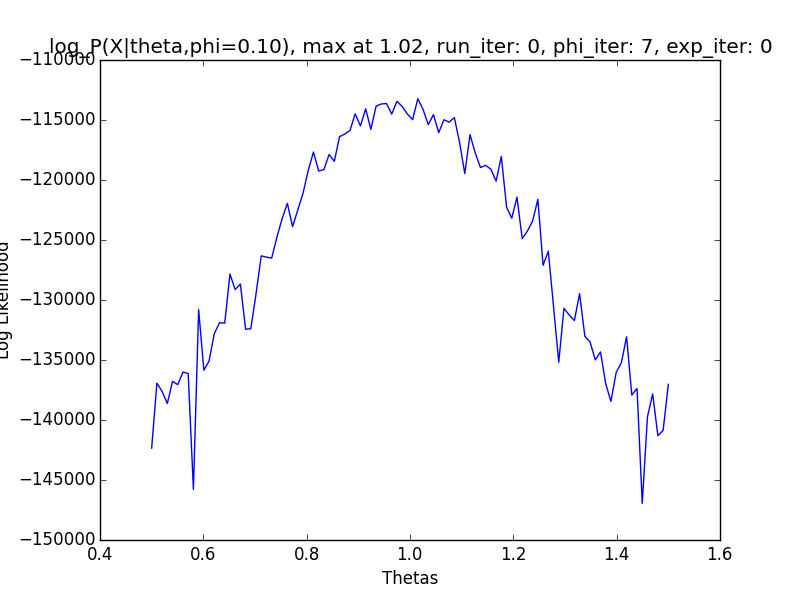 log_P(X|theta,phi=0.10), max at 1.02, run_iter: 0, phi_iter: 7, exp_iter: 0
−110000
−115000
−120000
−125000
−130000
−135000
−140000
−145000
−150000
Log Likelihood
0.4 0.6 0.8 1.0 1.2 1.4 1.6
Thetas